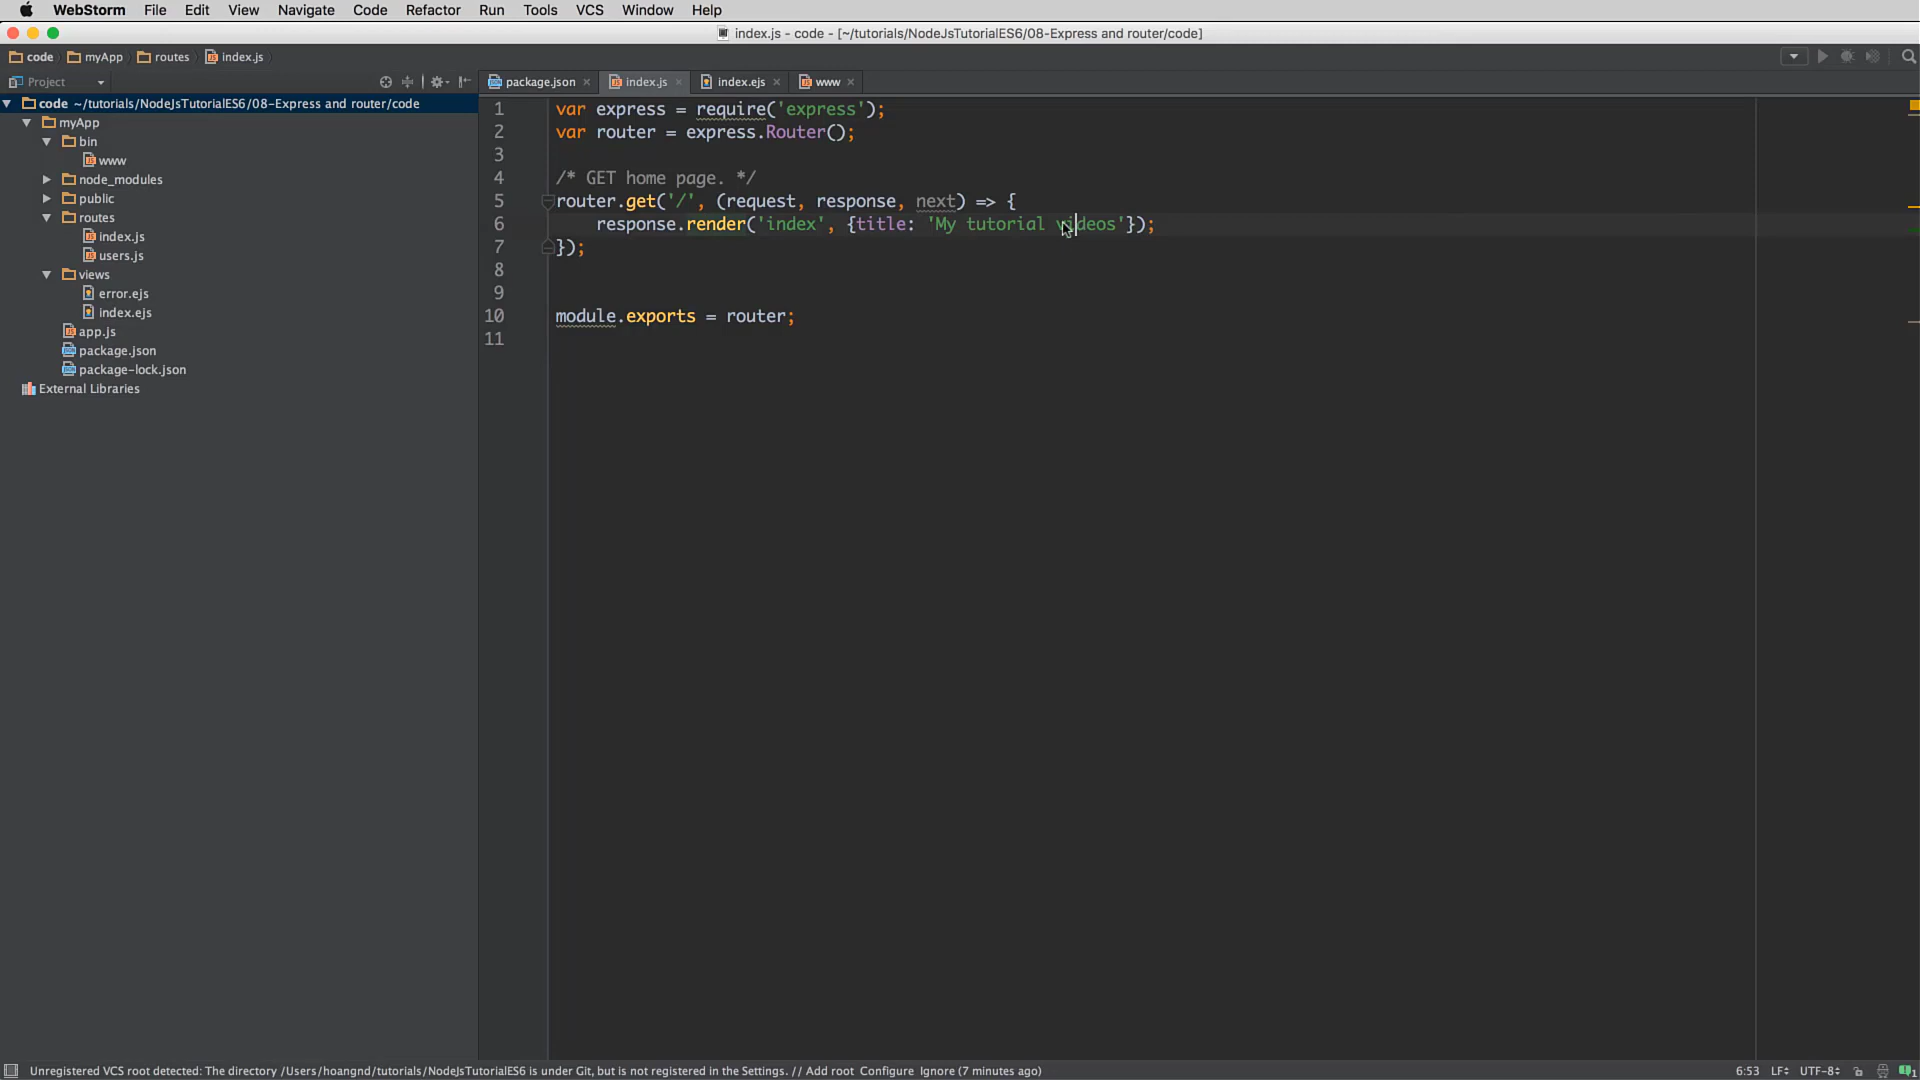 WebStorm File Edit View Navigate Code Refactor Run Tools VCS Window Help
index.js - code - [~/tutorials/NodeJsTutorialES6/08-Express and router/code]
code myApp routes index.js
Project
package.json index.js index.ejs www
code ~/tutorials/NodeJsTutorialES6/08-Express and router/code
myApp
bin
www
node_modules
public
routes
index.js
users.js
views
error.ejs
index.ejs
app.js
package.json
package-lock.json
External Libraries
1 var express = require('express');
2 var router = express.Router();
3
4 /* GET home page. */
5 router.get('/', (request, response, next) => {
6 response.render('index', {title: 'My tutorial videos'});
7 });
8
9
10 module.exports = router;
11
Unregistered VCS root detected: The directory /Users/hoangnd/tutorials/NodeJsTutorialES6 is under Git, but is not registered in the Settings. // Add root Configure Ignore (7 minutes ago) 6:53 LF UTF-8 1